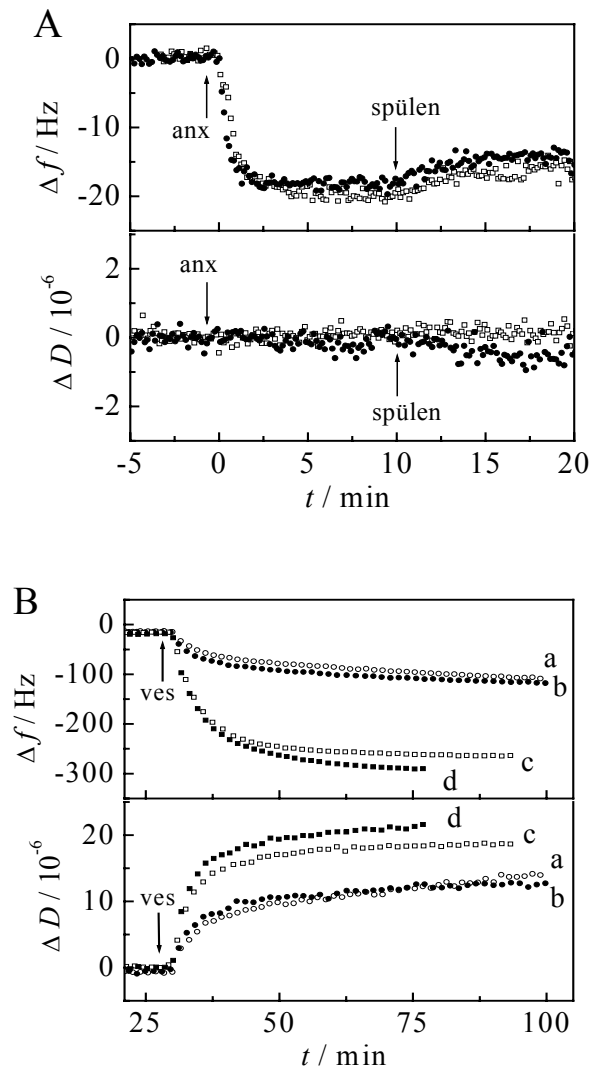 A
0
-10
-20
Δf / Hz
anx
spülen
2
0
-2
ΔD / 10⁻⁶
anx
spülen
-5 0 5 10 15 20
t / min
B
0
-100
-200
-300
Δf / Hz
ves
a
b
c
d
20
10
0
ΔD / 10⁻⁶
ves
d
c
a
b
25 50 75 100
t / min